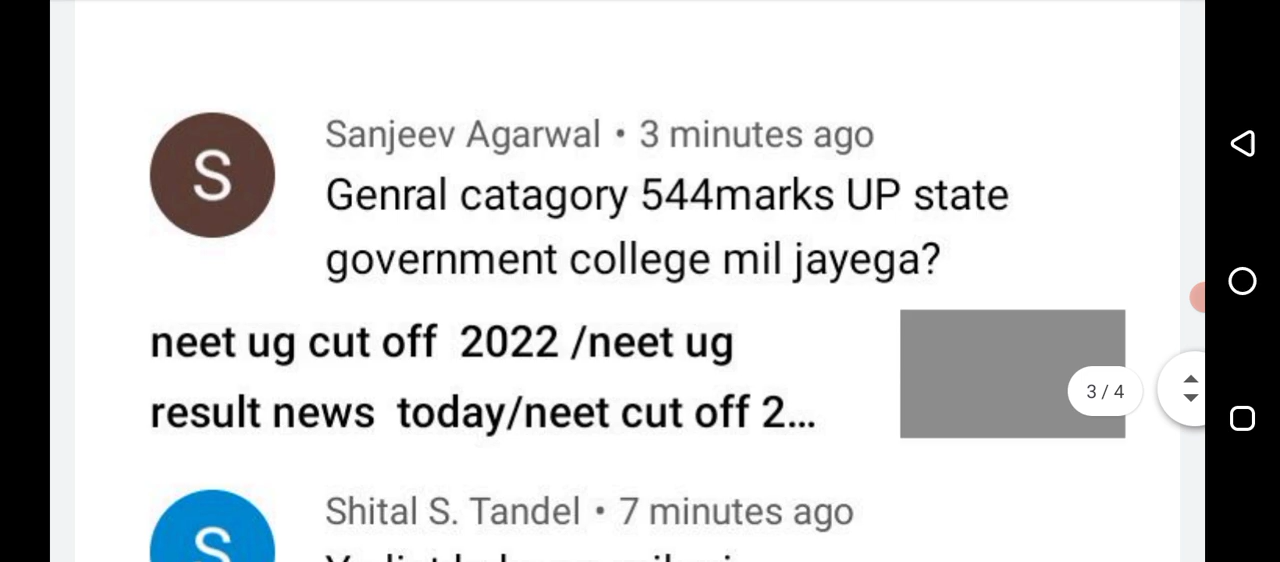 S
Sanjeev Agarwal • 3 minutes ago
Genral catagory 544marks UP state
government college mil jayega?
neet ug cut off 2022 /neet ug
result news today/neet cut off 2...
3 / 4
S
Shital S. Tandel • 7 minutes ago